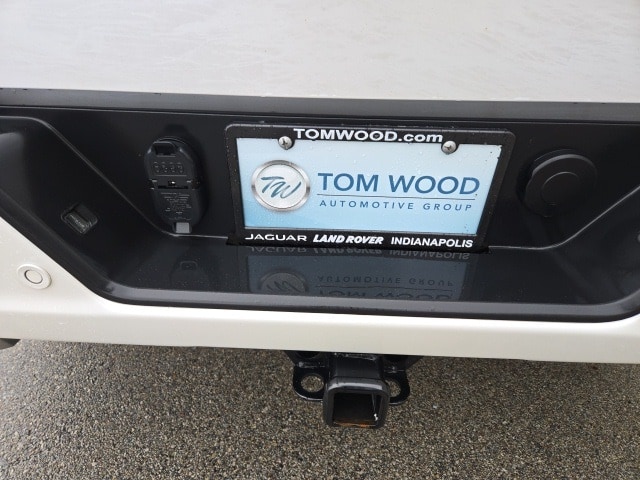 TOMWOOD.com
TW TOM WOOD
AUTOMOTIVE GROUP
JAGUAR LAND ROVER INDIANAPOLIS